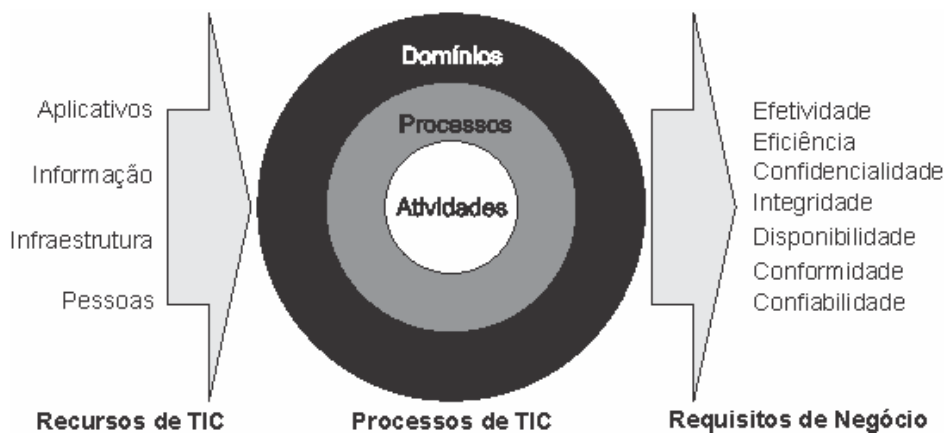 Aplicativos
Informação
Infraestrutura
Pessoas
Recursos de TIC
Domínios
Processos
Atividades
Processos de TIC
Efetividade
Eficiência
Confidencialidade
Integridade
Disponibilidade
Conformidade
Confiabilidade
Requisitos de Negócio